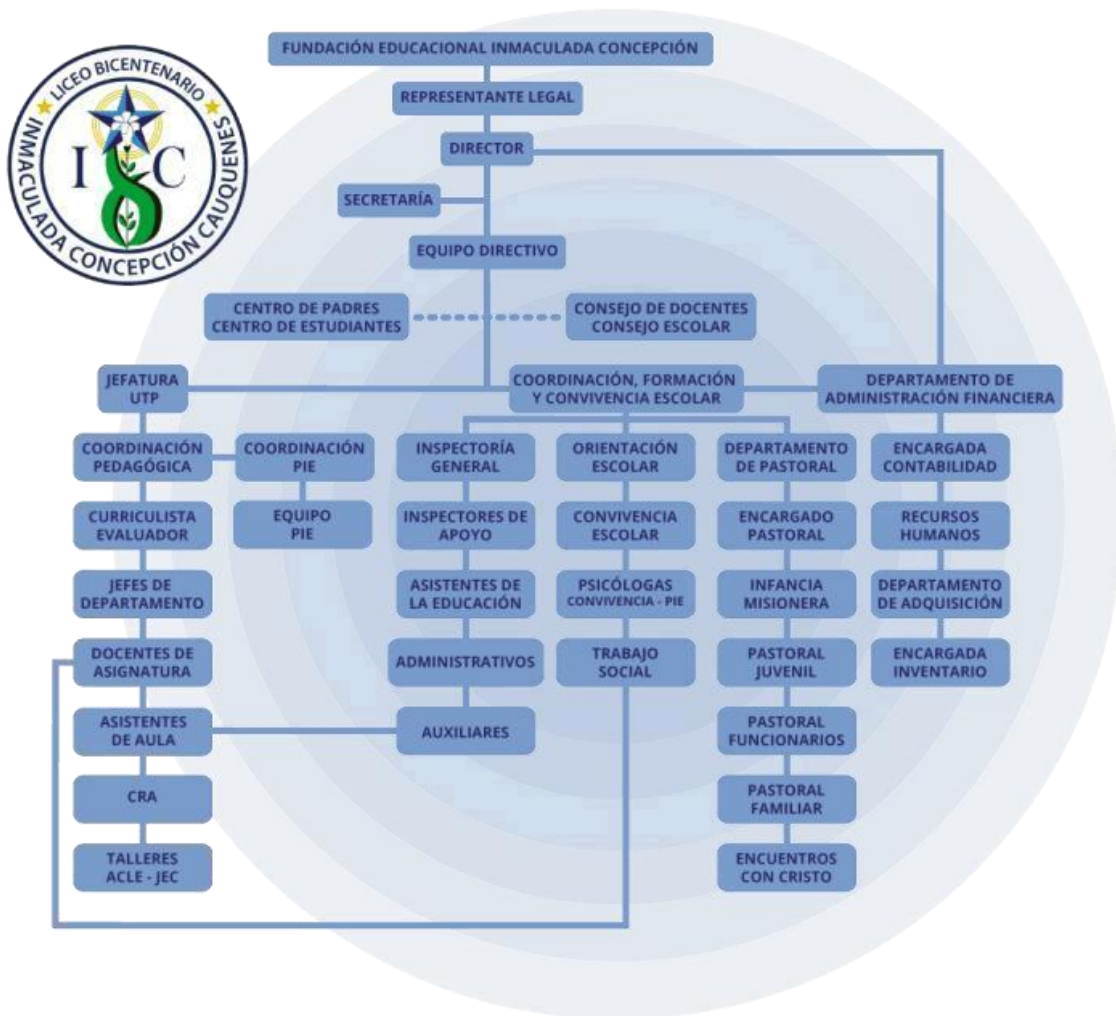 LICEO BICENTENARIO
INMACULADA CONCEPCIÓN CAUQUENES
I C
FUNDACIÓN EDUCACIONAL INMACULADA CONCEPCIÓN
REPRESENTANTE LEGAL
DIRECTOR
SECRETARÍA
EQUIPO DIRECTIVO
CENTRO DE PADRES
CENTRO DE ESTUDIANTES
CONSEJO DE DOCENTES
CONSEJO ESCOLAR
JEFATURA
UTP
COORDINACIÓN, FORMACIÓN
Y CONVIVENCIA ESCOLAR
DEPARTAMENTO DE
ADMINISTRACIÓN FINANCIERA
COORDINACIÓN
PEDAGÓGICA
COORDINACIÓN
PIE
INSPECTORÍA
GENERAL
ORIENTACIÓN
ESCOLAR
DEPARTAMENTO
DE PASTORAL
ENCARGADA
CONTABILIDAD
CURRICULISTA
EVALUADOR
EQUIPO
PIE
INSPECTORES DE
APOYO
CONVIVENCIA
ESCOLAR
ENCARGADO
PASTORAL
RECURSOS
HUMANOS
JEFES DE
DEPARTAMENTO
ASISTENTES DE
LA EDUCACIÓN
PSICÓLOGAS
CONVIVENCIA - PIE
INFANCIA
MISIONERA
DEPARTAMENTO
DE ADQUISICIÓN
DOCENTES DE
ASIGNATURA
ADMINISTRATIVOS
TRABAJO
SOCIAL
PASTORAL
JUVENIL
ENCARGADA
INVENTARIO
ASISTENTES
DE AULA
AUXILIARES
PASTORAL
FUNCIONARIOS
CRA
PASTORAL
FAMILIAR
TALLERES
ACLE - JEC
ENCUENTROS
CON CRISTO